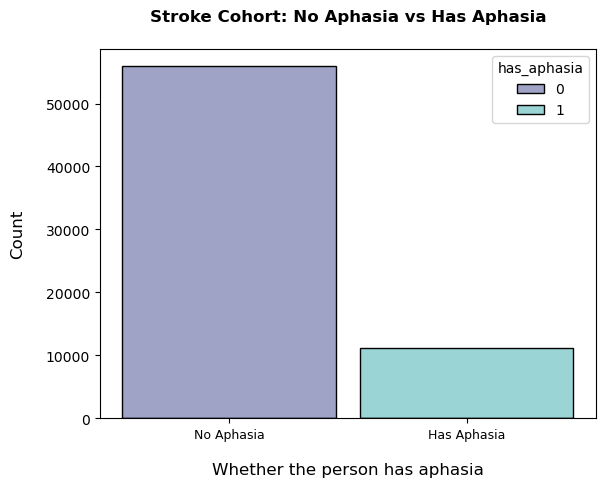 Stroke Cohort: No Aphasia vs Has Aphasia
has_aphasia
0
1
50000
40000
30000
20000
10000
0
Count
No Aphasia
Has Aphasia
Whether the person has aphasia